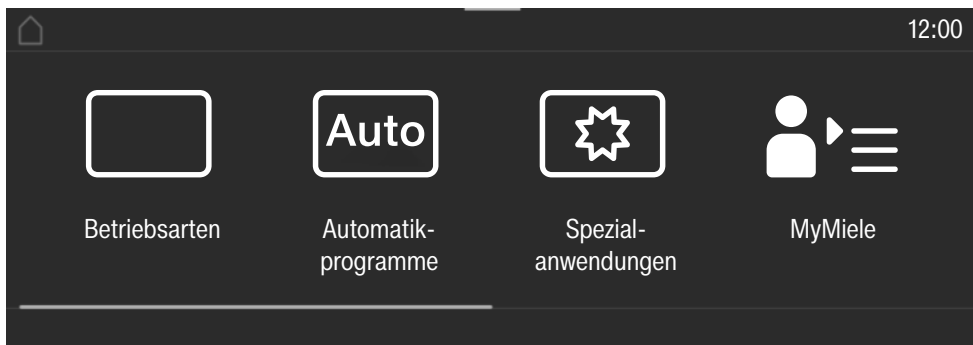 12:00
Auto
Betriebsarten
Automatik-
programme
Spezial-
anwendungen
MyMiele